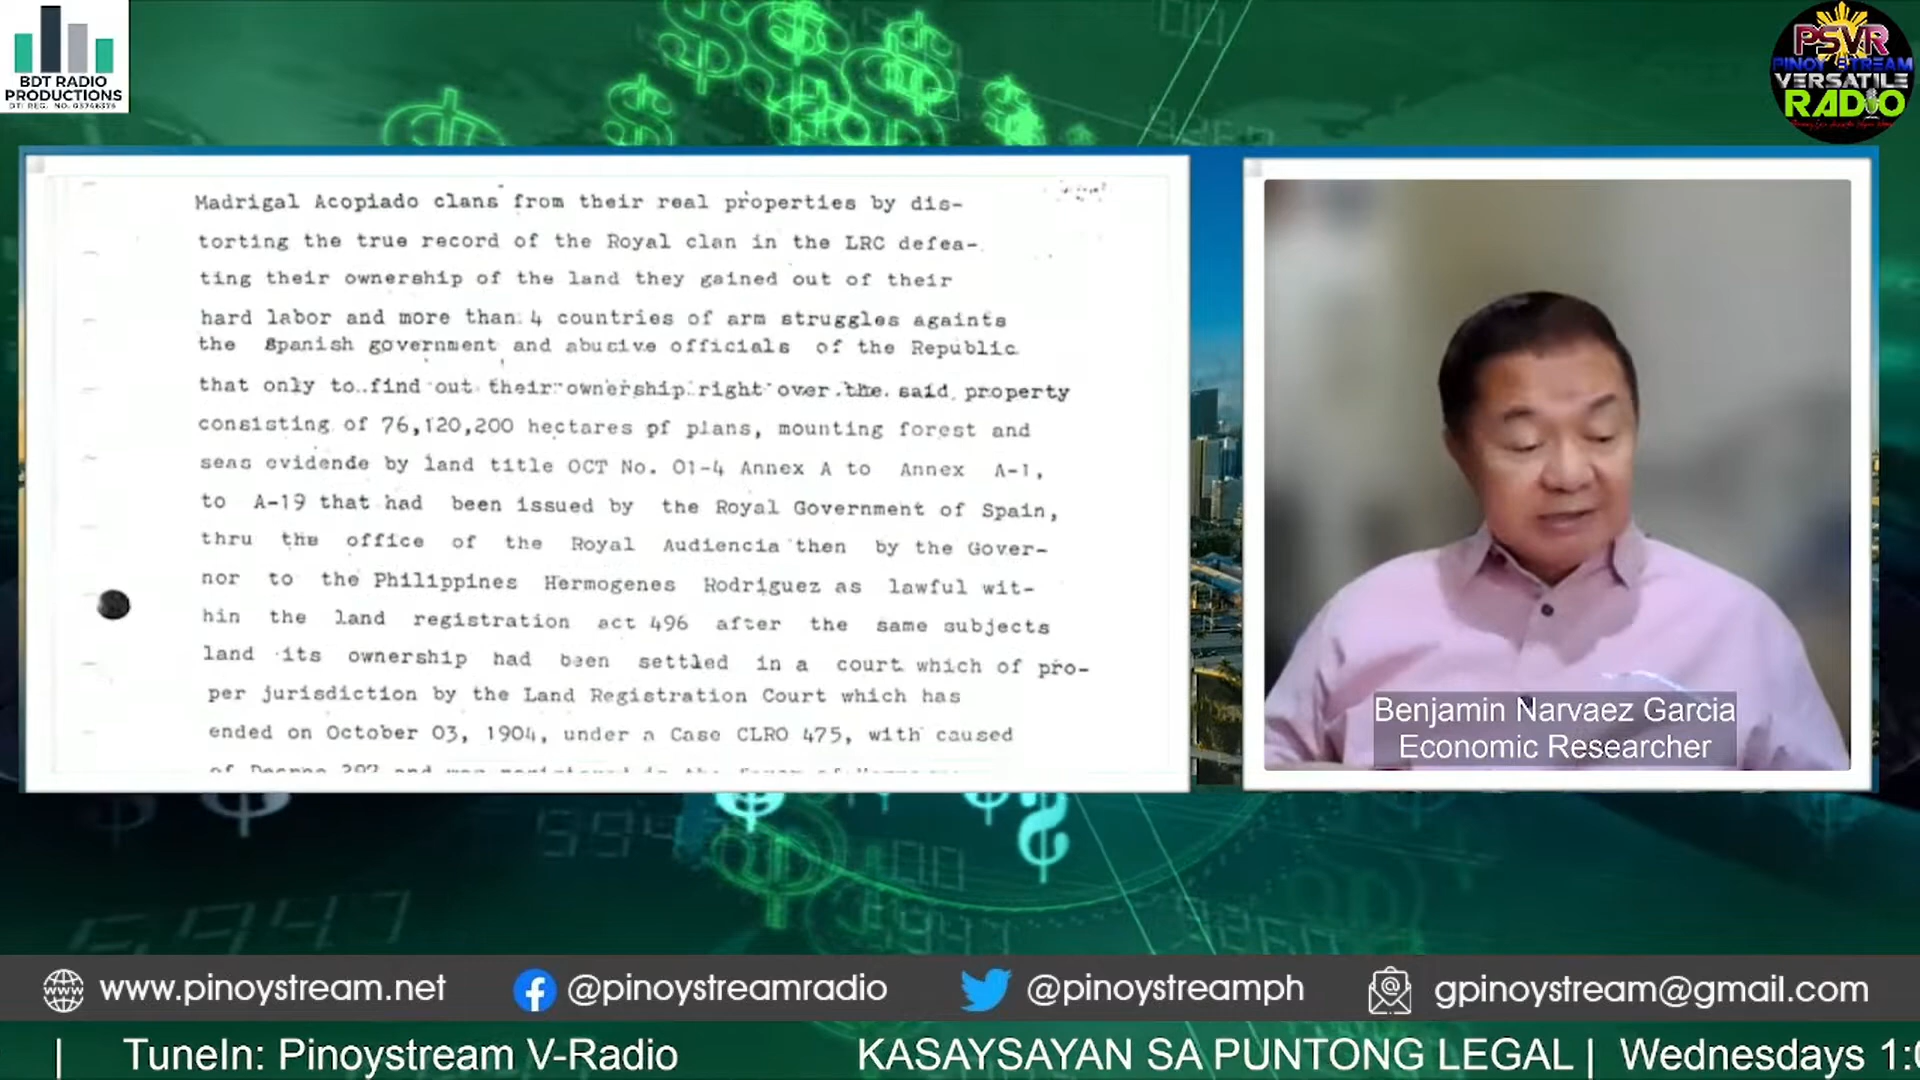 BDT RADIO
PRODUCTIONS
PSVR
PINOY STREAM
VERSATILE
RADIO
Madrigal Acopiado clans from their real properties by dis-
torting the true record of the Royal clan in the LRC defea-
ting their ownership of the land they gained out of their
hard labor and more than 4 countries of arm struggles againts
the Spanish government and abusive officials of the Republic
that only to find out their ownership right over the said property
consisting of 76,120,200 hectares of plans, mounting forest and
seas evidende by land title OCT No. 01-4 Annex A to Annex A-1,
to A-19 that had been issued by the Royal Government of Spain,
thru the office of the Royal Audiencia then by the Gover-
nor to the Philippines Hermogenes Rodriguez as lawful wit-
hin the land registration act 496 after the same subjects
land its ownership had been settled in a court which of pro-
per jurisdiction by the Land Registration Court which has
ended on October 03, 1904, under a Case CLRO 475, with caused
Benjamin Narvaez Garcia
Economic Researcher
www.pinoystream.net @pinoystreamradio @pinoystreamph gpinoystream@gmail.com
| TuneIn: Pinoystream V-Radio KASAYSAYAN SA PUNTONG LEGAL | Wednesdays 1:0